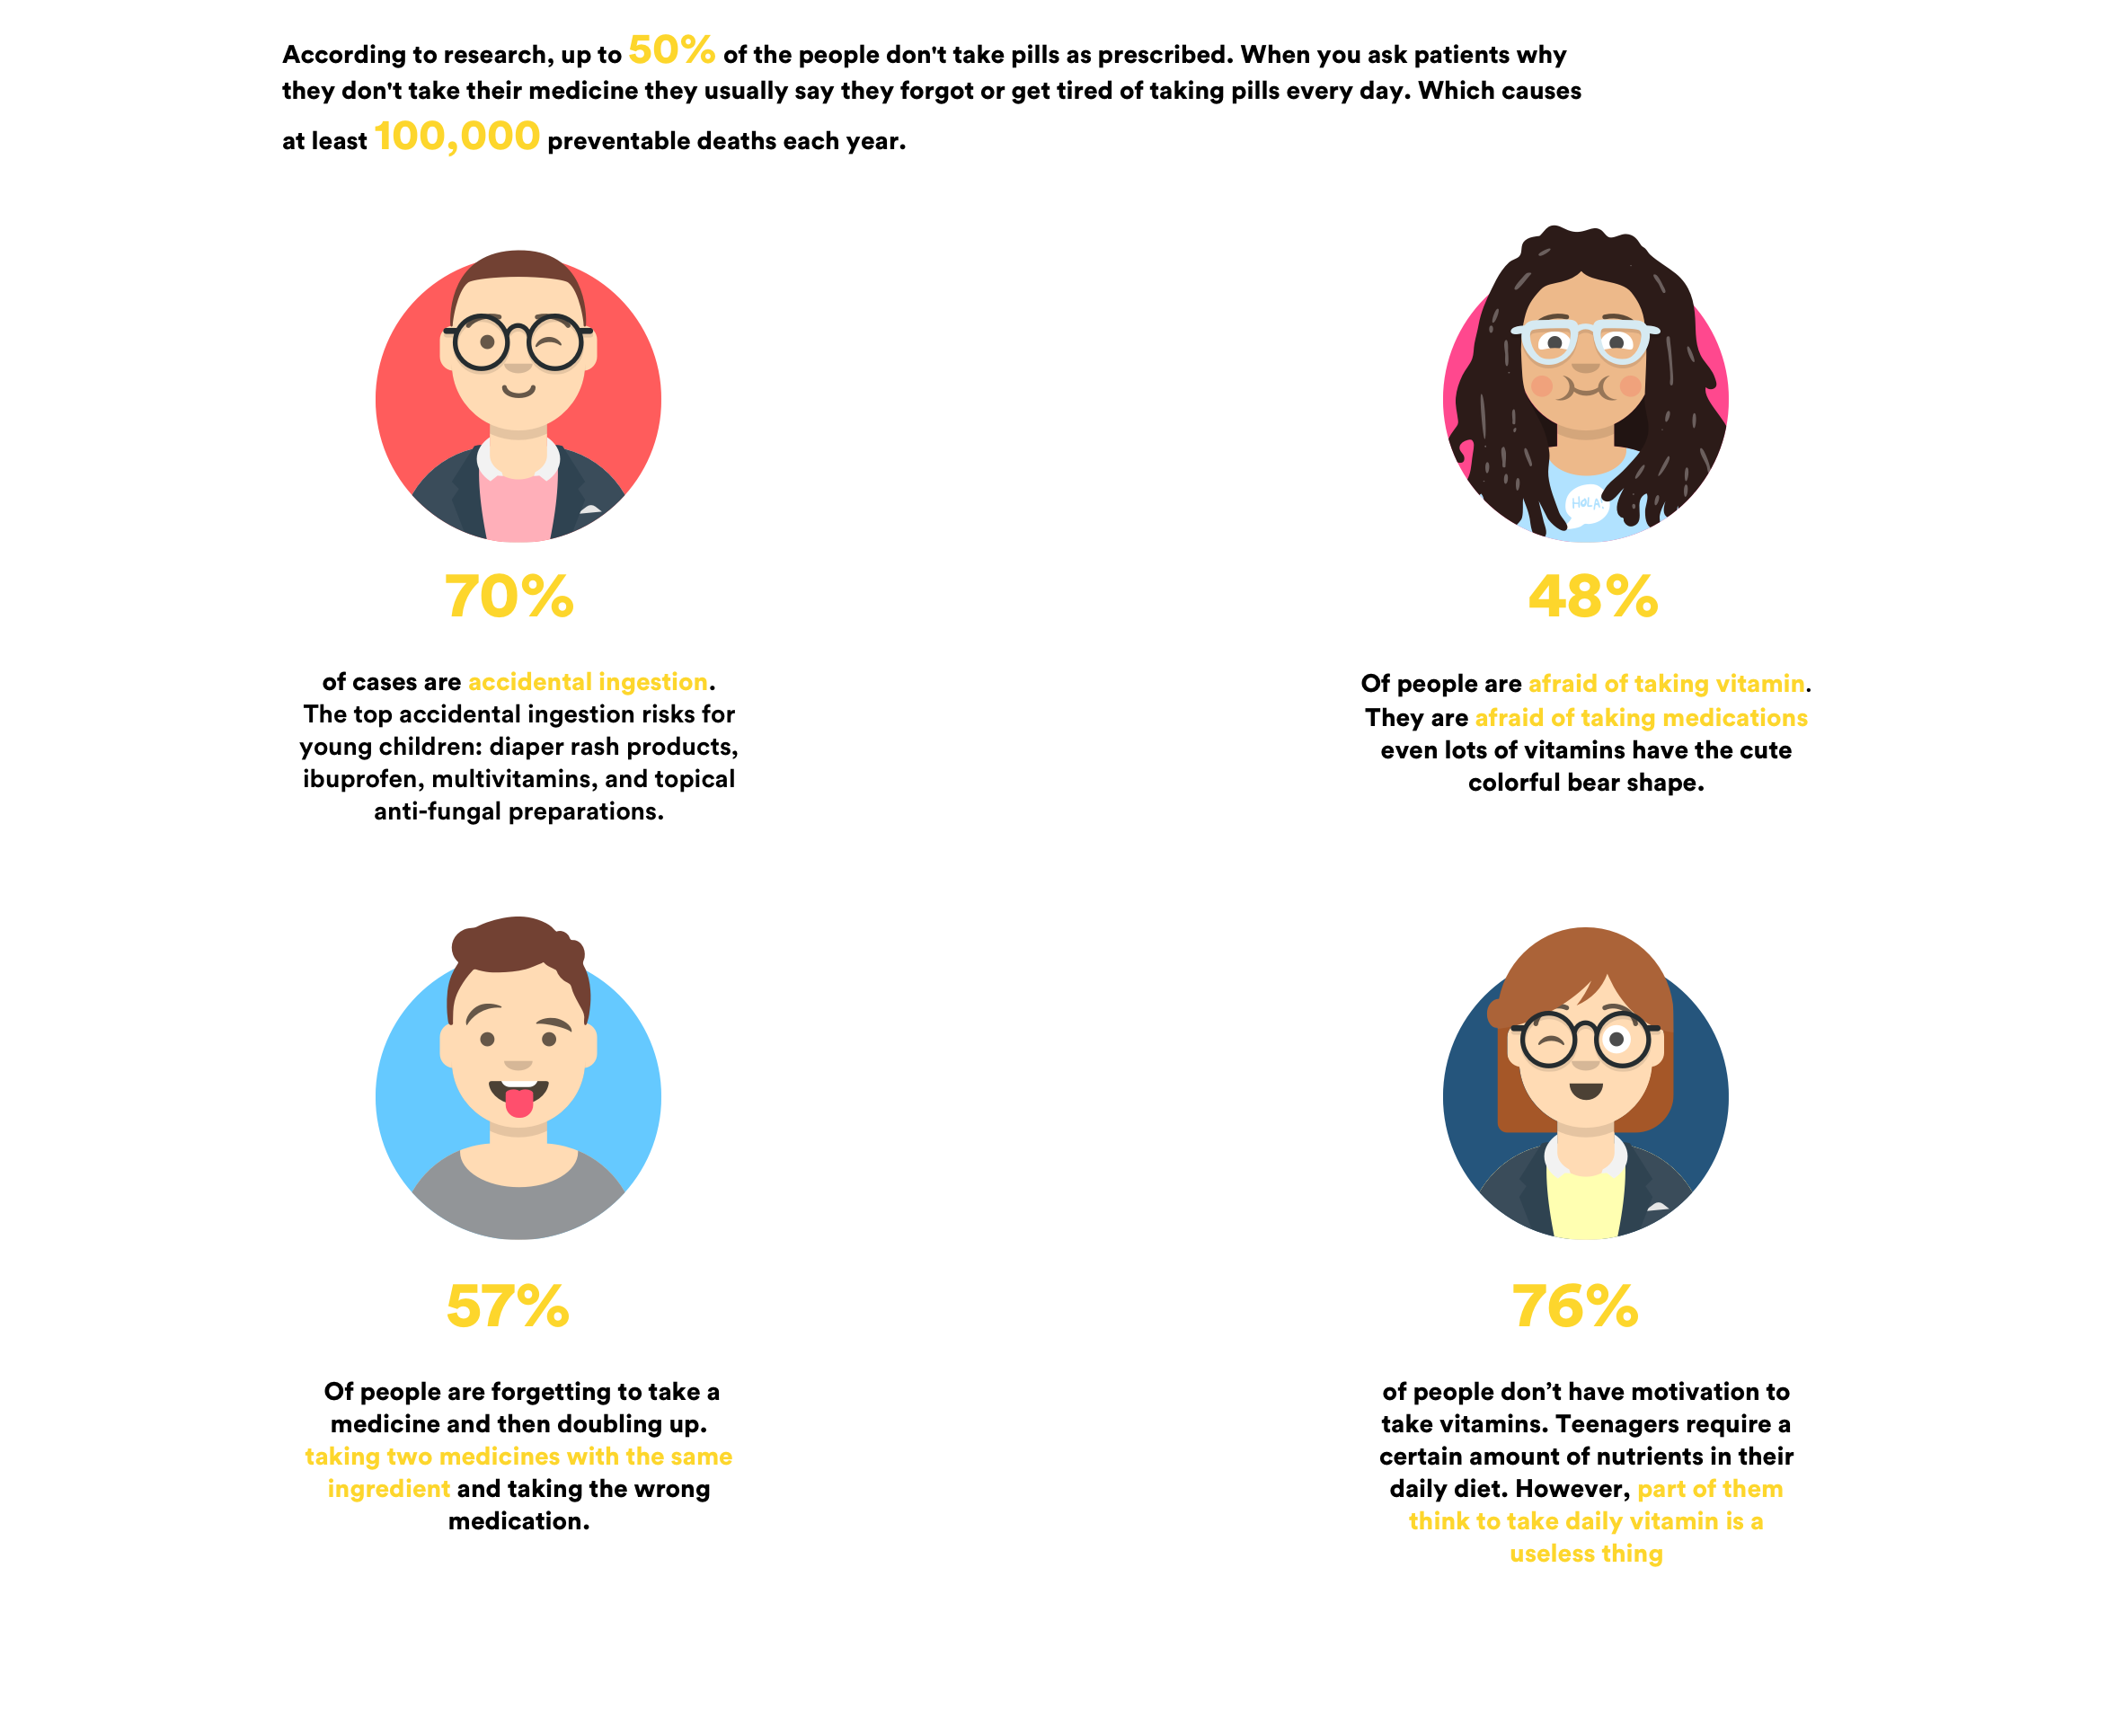 According to research, up to 50% of the people don't take pills as prescribed. When you ask patients why
they don't take their medicine they usually say they forgot or get tired of taking pills every day. Which causes
at least 100,000 preventable deaths each year.
HOLA!
70%
of cases are accidental ingestion.
The top accidental ingestion risks for
young children: diaper rash products,
ibuprofen, multivitamins, and topical
anti-fungal preparations.
48%
Of people are afraid of taking vitamin.
They are afraid of taking medications
even lots of vitamins have the cute
colorful bear shape.
57%
Of people are forgetting to take a
medicine and then doubling up.
taking two medicines with the same
ingredient and taking the wrong
medication.
76%
of people don’t have motivation to
take vitamins. Teenagers require a
certain amount of nutrients in their
daily diet. However, part of them
think to take daily vitamin is a
useless thing